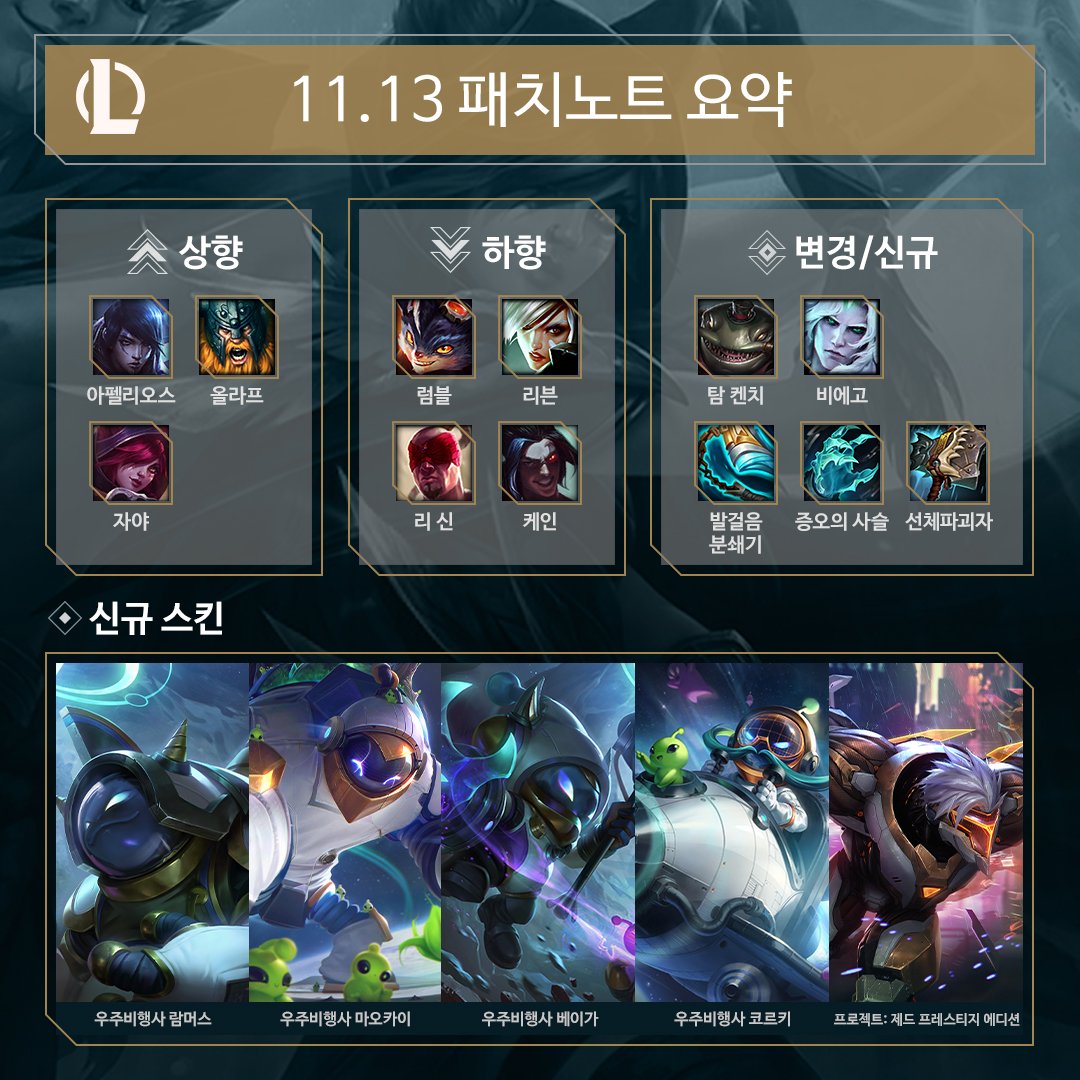 11.13 패치노트 요약
상향
아펠리오스
올라프
자야
하향
럼블
리븐
리 신
케인
변경/신규
탐 켄치
비에고
발걸음
분쇄기
증오의 사슬
선체파괴자
신규 스킨
우주비행사 람머스
우주비행사 마오카이
우주비행사 베이가
우주비행사 코르키
프로젝트: 제드 프레스티지 에디션